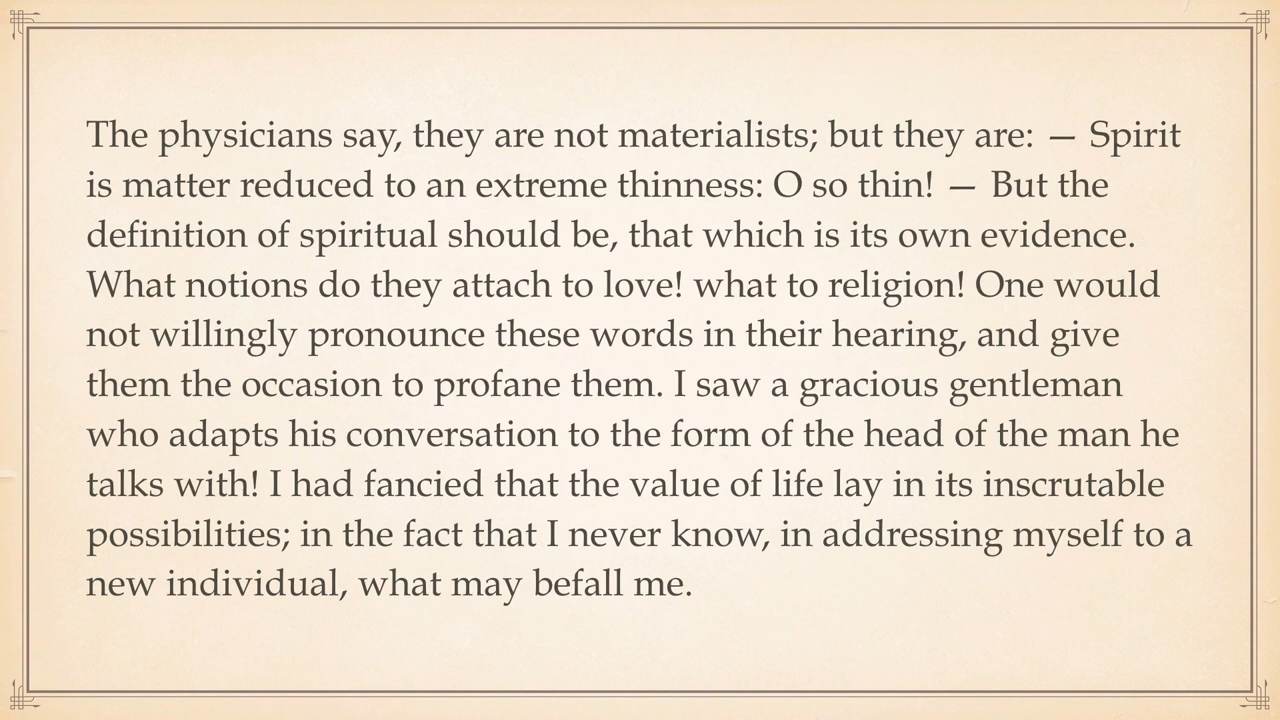 The physicians say, they are not materialists; but they are: — Spirit
is matter reduced to an extreme thinness: O so thin! — But the
definition of spiritual should be, that which is its own evidence.
What notions do they attach to love! what to religion! One would
not willingly pronounce these words in their hearing, and give
them the occasion to profane them. I saw a gracious gentleman
who adapts his conversation to the form of the head of the man he
talks with! I had fancied that the value of life lay in its inscrutable
possibilities; in the fact that I never know, in addressing myself to a
new individual, what may befall me.